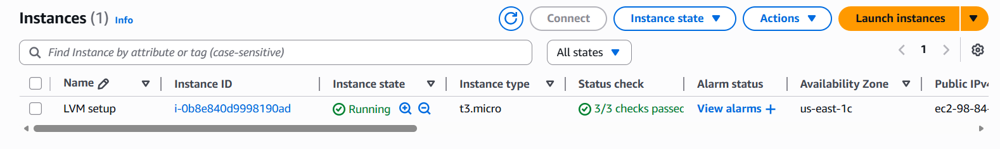 Instances (1) Info Connect Instance state Actions Launch instances
Find Instance by attribute or tag (case-sensitive) All states 1
Name Instance ID Instance state Instance type Status check Alarm status Availability Zone Public IPv4
LVM setup i-0b8e840d9998190ad Running t3.micro 3/3 checks passed View alarms + us-east-1c ec2-98-84-